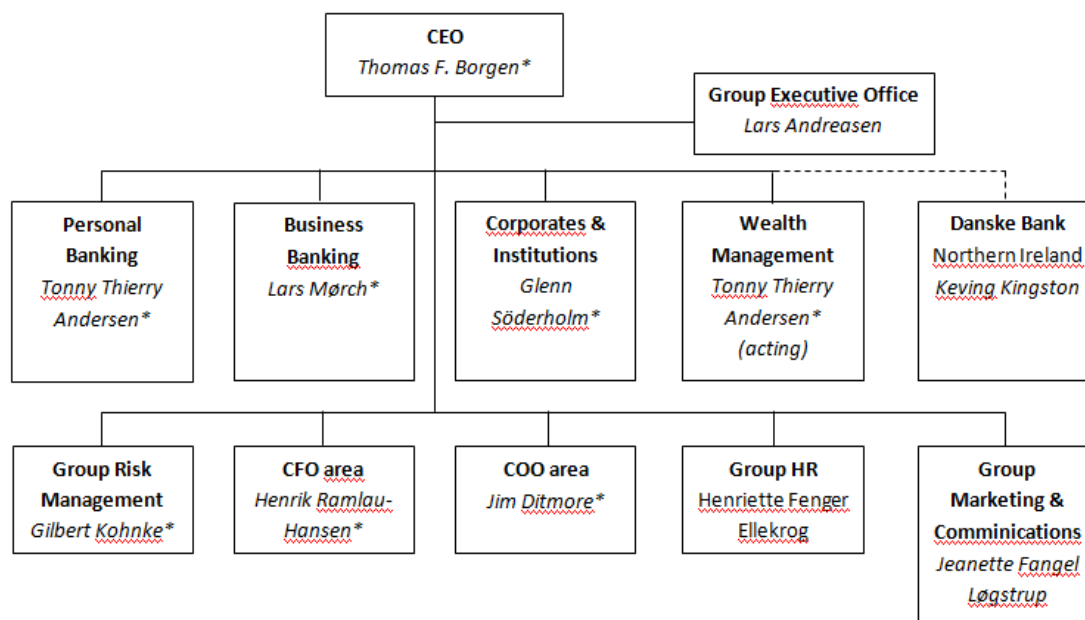 CEO
Thomas F. Borgen*
Group Executive Office
Lars Andreasen
Personal
Banking
Tonny Thierry
Andersen*
Business
Banking
Lars Mørch*
Corporates &
Institutions
Glenn
Söderholm*
Wealth
Management
Tonny Thierry
Andersen*
(acting)
Danske Bank
Northern Ireland
Keving Kingston
Group Risk
Management
Gilbert Kohnke*
CFO area
Henrik Ramlau-
Hansen*
COO area
Jim Ditmore*
Group HR
Henriette Fenger
Ellekrog
Group
Marketing &
Comminications
Jeanette Fangel
Løgstrup